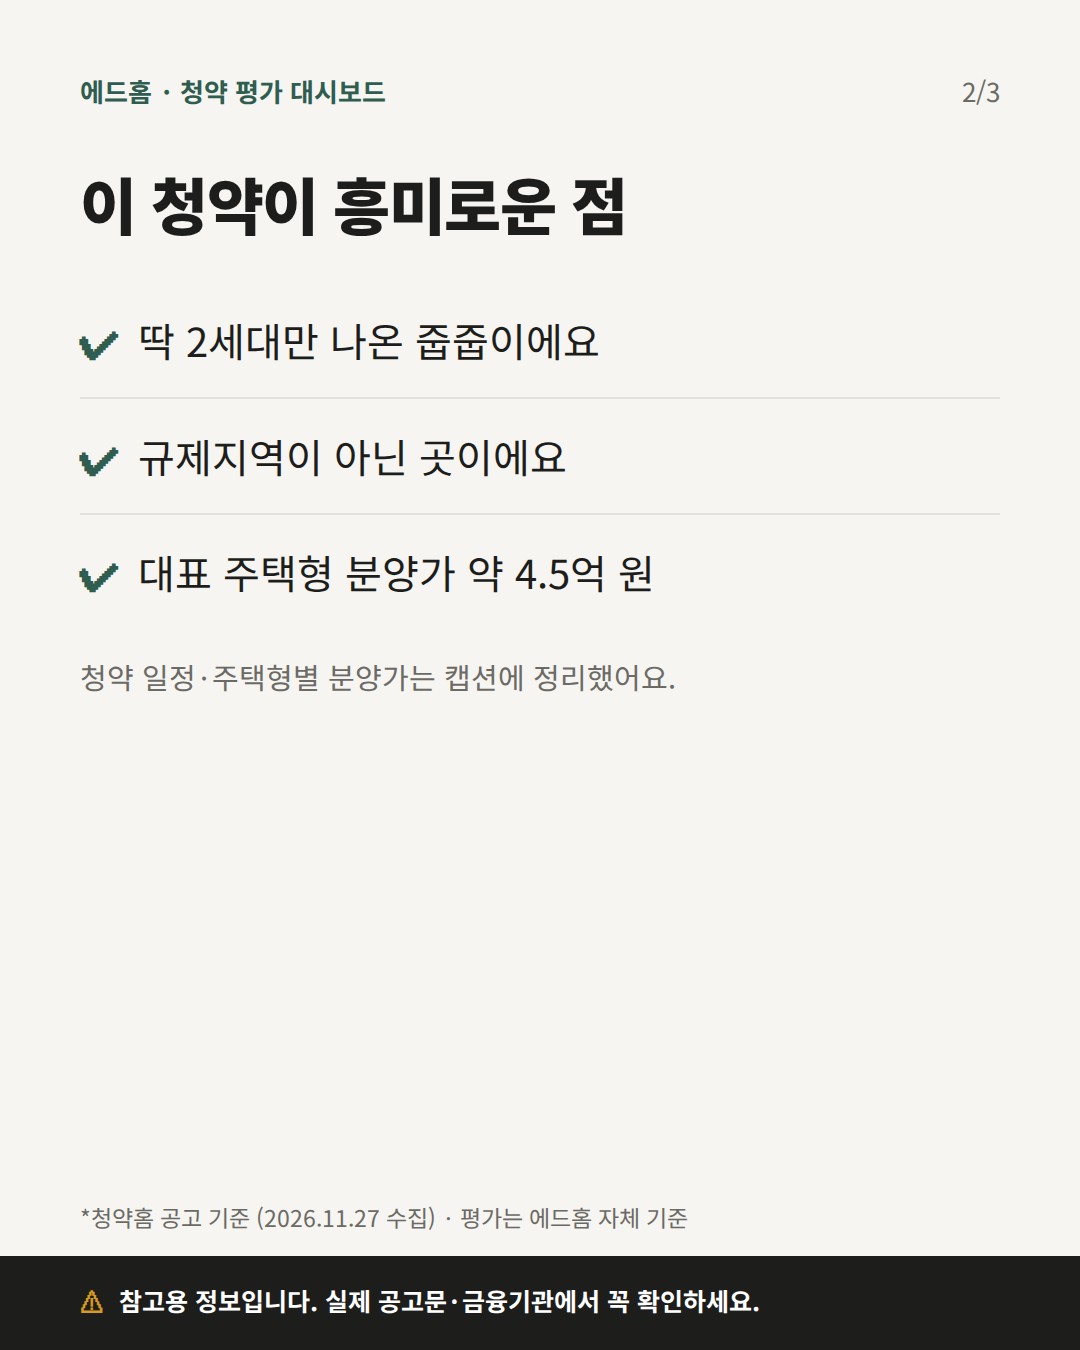 에드홈 · 청약 평가 대시보드
2/3
이 청약이 흥미로운 점
✔ 딱 2세대만 나온 줍줍이에요
✔ 규제지역이 아닌 곳이에요
✔ 대표 주택형 분양가 약 4.5억 원
청약 일정·주택형별 분양가는 캡션에 정리했어요.
*청약홈 공고 기준 (2026.11.27 수집) · 평가는 에드홈 자체 기준
⚠ 참고용 정보입니다. 실제 공고문·금융기관에서 꼭 확인하세요.